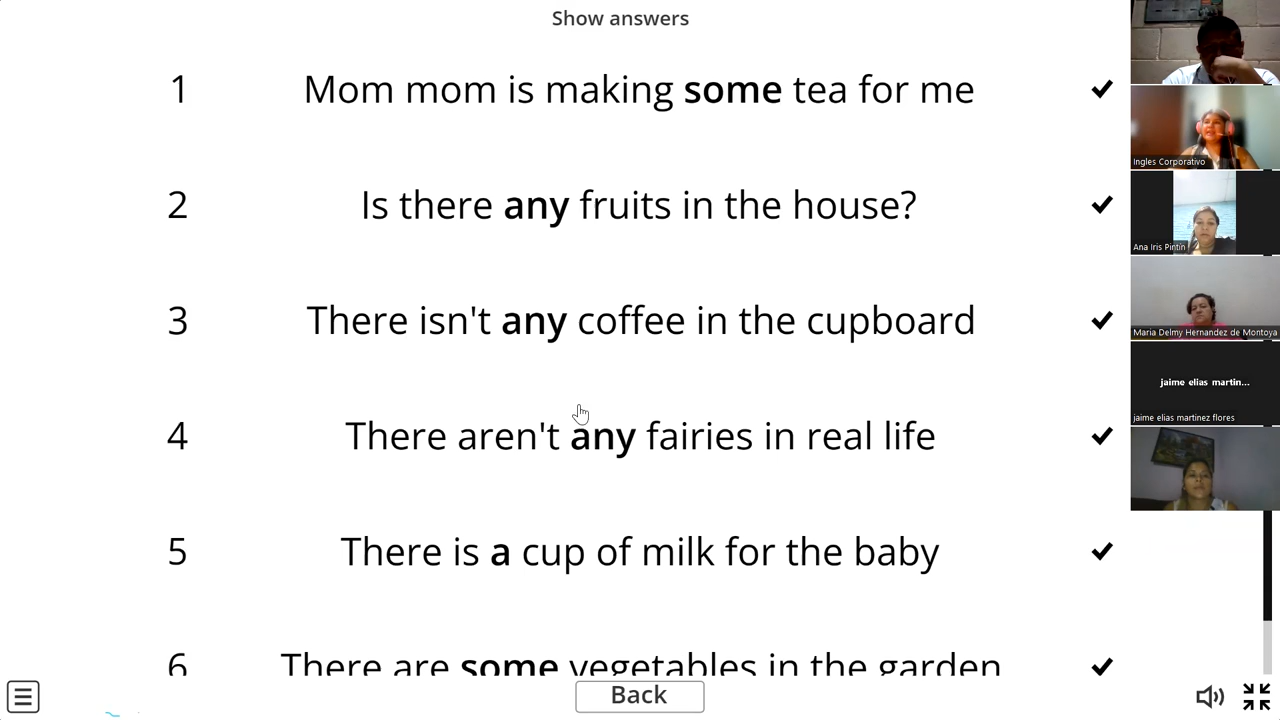 Show answers
1 Mom mom is making some tea for me
2 Is there any fruits in the house?
3 There isn't any coffee in the cupboard
4 There aren't any fairies in real life
5 There is a cup of milk for the baby
6 There are some vegetables in the garden
Back
Ingles Corporativo
Ana Iris Pintin
Maria Delmy Hernandez de Montoya
jaime elias martin...
jaime elias martinez flores